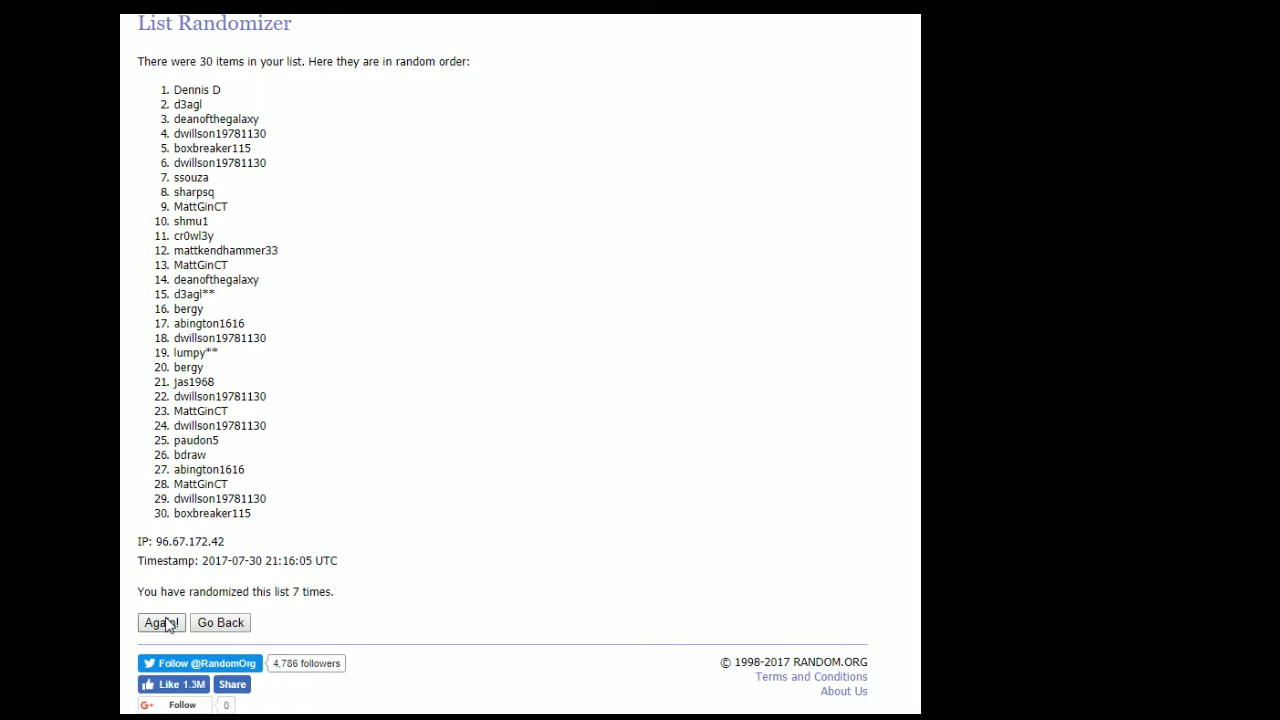 List Randomizer
There were 30 items in your list. Here they are in random order:
1. Dennis D
2. d3agl
3. deanofthegalaxy
4. dwillson19781130
5. boxbreaker115
6. dwillson19781130
7. ssouza
8. sharpsq
9. MattGinCT
10. shmu1
11. cr0wl3y
12. mattkendhammer33
13. MattGinCT
14. deanofthegalaxy
15. d3agl**
16. bergy
17. abington1616
18. dwillson19781130
19. lumpy**
20. bergy
21. jas1968
22. dwillson19781130
23. MattGinCT
24. dwillson19781130
25. paudon5
26. bdraw
27. abington1616
28. MattGinCT
29. dwillson19781130
30. boxbreaker115
IP: 96.67.172.42
Timestamp: 2017-07-30 21:16:05 UTC
You have randomized this list 7 times.
Again! Go Back
Follow @RandomOrg 4,786 followers
© 1998-2017 RANDOM.ORG
Like 1.3M Share
Terms and Conditions
About Us
G+ Follow 0